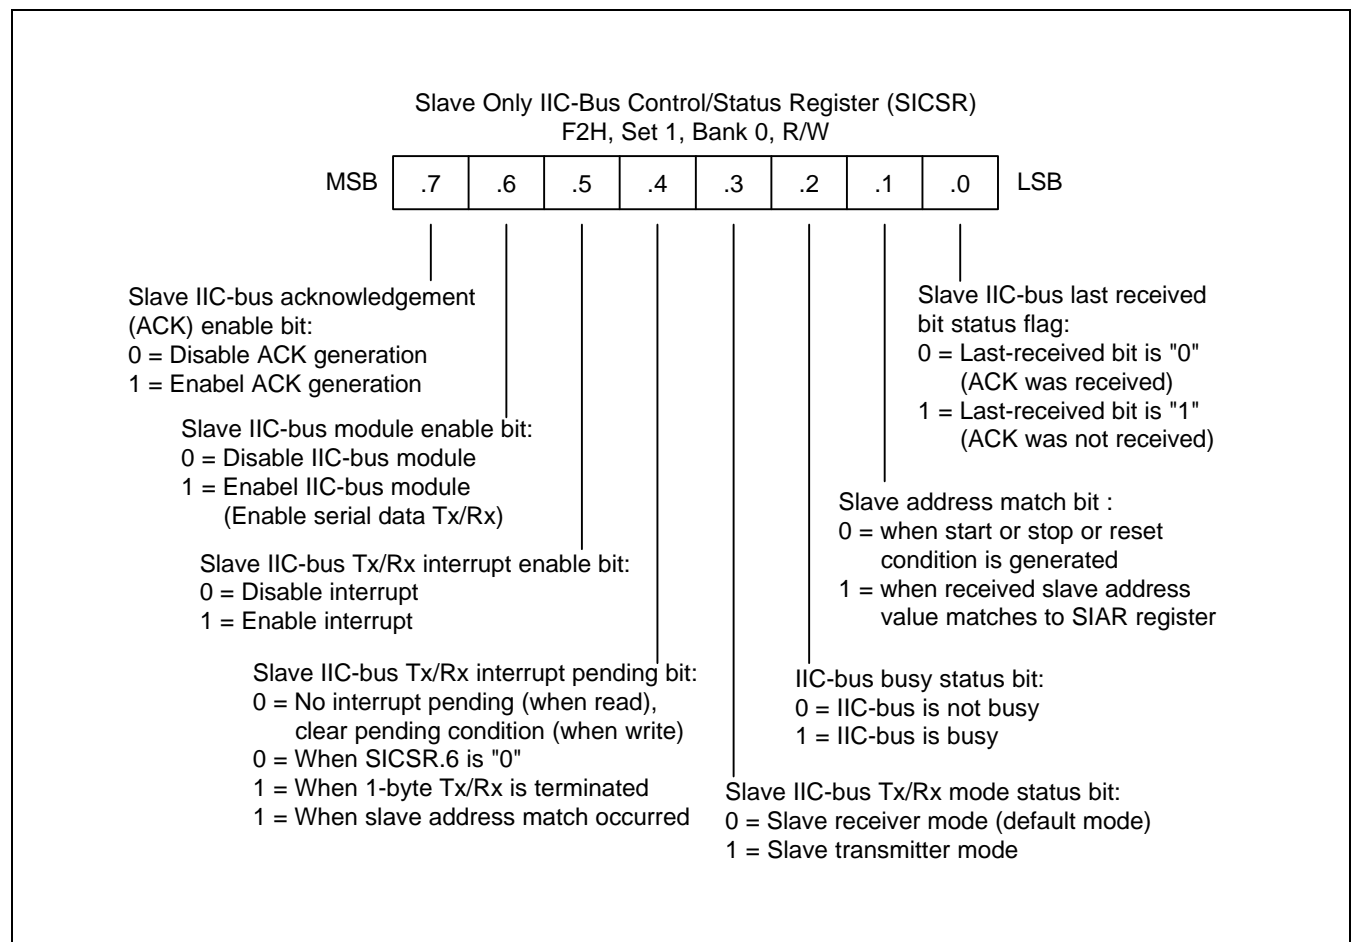 Slave Only IIC-Bus Control/Status Register (SICSR)
F2H, Set 1, Bank 0, R/W
MSB .7 .6 .5 .4 .3 .2 .1 .0 LSB
Slave IIC-bus acknowledgement
(ACK) enable bit:
0 = Disable ACK generation
1 = Enabel ACK generation
Slave IIC-bus module enable bit:
0 = Disable IIC-bus module
1 = Enabel IIC-bus module
(Enable serial data Tx/Rx)
Slave IIC-bus Tx/Rx interrupt enable bit:
0 = Disable interrupt
1 = Enable interrupt
Slave IIC-bus Tx/Rx interrupt pending bit:
0 = No interrupt pending (when read),
clear pending condition (when write)
0 = When SICSR.6 is "0"
1 = When 1-byte Tx/Rx is terminated
1 = When slave address match occurred
Slave IIC-bus last received
bit status flag:
0 = Last-received bit is "0"
(ACK was received)
1 = Last-received bit is "1"
(ACK was not received)
Slave address match bit :
0 = when start or stop or reset
condition is generated
1 = when received slave address
value matches to SIAR register
IIC-bus busy status bit:
0 = IIC-bus is not busy
1 = IIC-bus is busy
Slave IIC-bus Tx/Rx mode status bit:
0 = Slave receiver mode (default mode)
1 = Slave transmitter mode